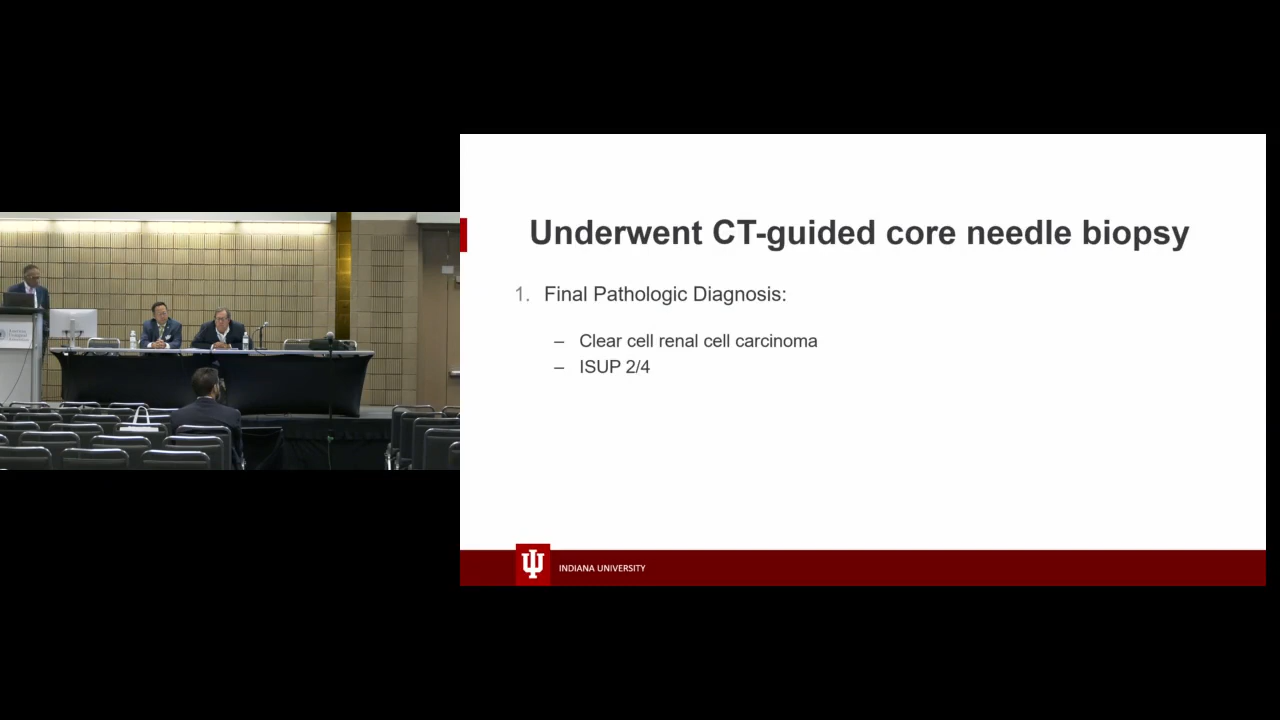 Underwent CT-guided core needle biopsy
1. Final Pathologic Diagnosis:
– Clear cell renal cell carcinoma
– ISUP 2/4
INDIANA UNIVERSITY